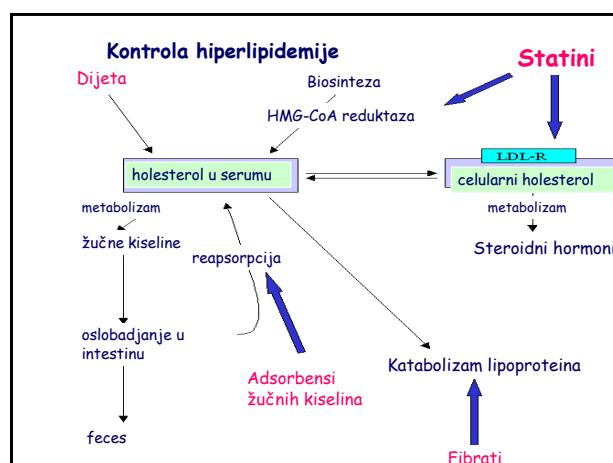 Kontrola hiperlipidemije
Statini
Dijeta
Biosinteza
HMG-CoA reduktaza
LDL-R
holesterol u serumu
celularni holesterol
metabolizam
metabolizam
žučne kiseline
reapsorpcija
Steroidni hormoni
oslobadjanje u
intestinu
Katabolizam lipoproteina
Adsorbensi
žučnih kiselina
feces
Fibrati